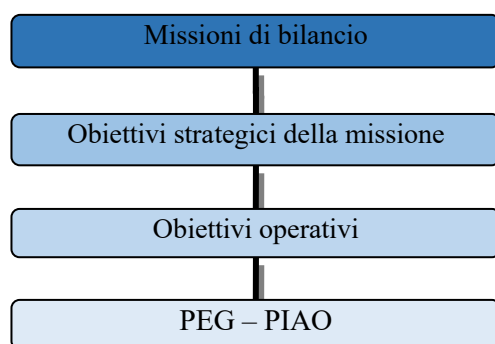 Missioni di bilancio
Obiettivi strategici della missione
Obiettivi operativi
PEG – PIAO